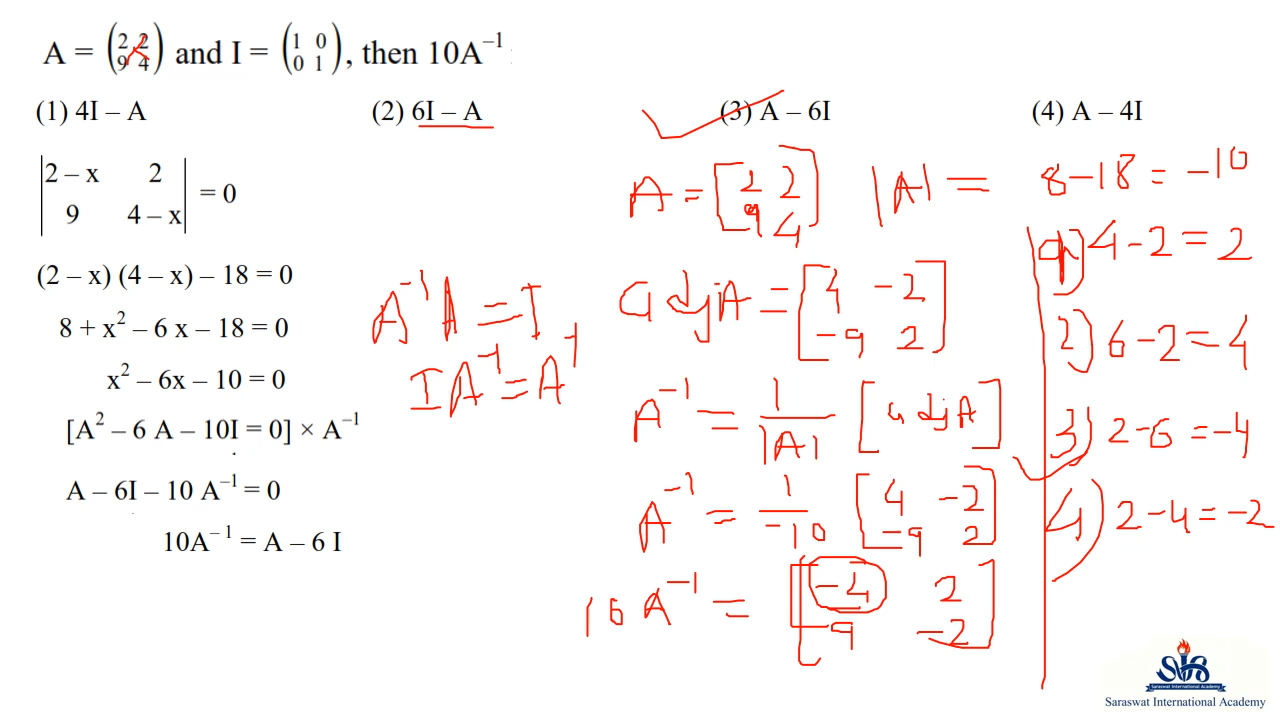 A = (2 2 9 4) and I = (1 0 0 1), then 10A⁻¹
(1) 4I – A (2) 6I – A (3) A – 6I (4) A – 4I
|2 – x 2|
|9 4 – x| = 0
(2 – x) (4 – x) – 18 = 0
8 + x² – 6 x – 18 = 0
x² – 6x – 10 = 0
[A² – 6 A – 10I = 0] × A⁻¹
A – 6I – 10 A⁻¹ = 0
10A⁻¹ = A – 6 I
A⁻¹A = I
IA⁻¹ = A⁻¹
A = [2 2
9 4]
|A| = 8 – 18 = –10
adjA = [4 –2
–9 2]
A⁻¹ = 1/|A| [adjA]
A⁻¹ = 1/–10 [4 –2
–9 2]
10A⁻¹ = [–4 2
9 –2]
1) 4 – 2 = 2
2) 6 – 2 = 4
3) 2 – 6 = –4
4) 2 – 4 = –2
SIA
Saraswat International Academy
Saraswat International Academy